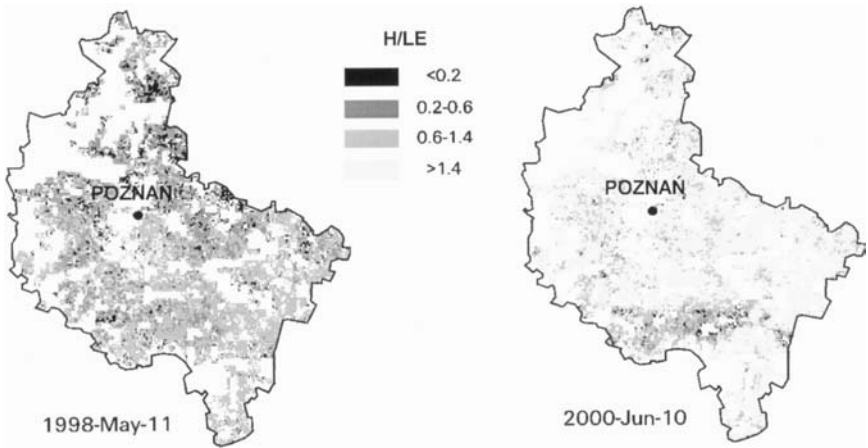 H/LE
<0.2
0.2-0.6
0.6-1.4
>1.4
POZNAŃ
POZNAŃ
1998-May-11
2000-Jun-10